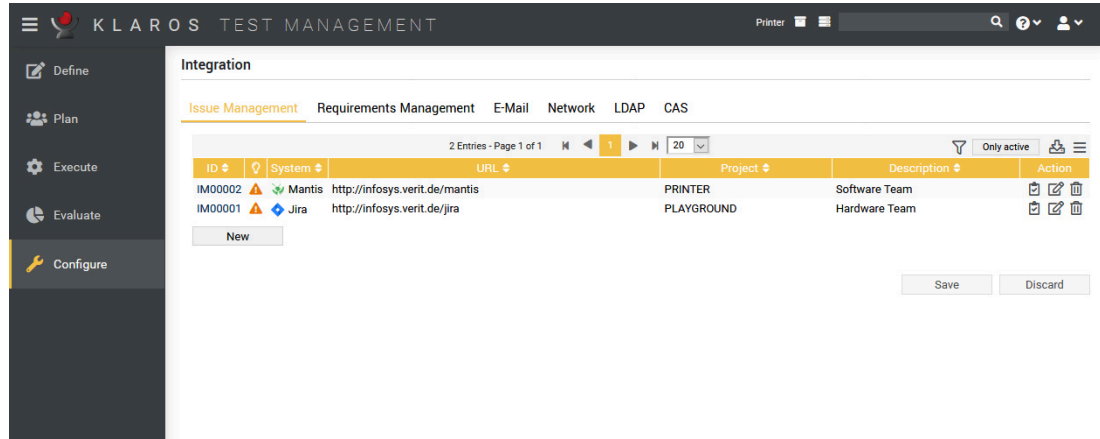 KLAROS TEST MANAGEMENT Printer
Define
Plan
Execute
Evaluate
Configure
Integration
Issue Management Requirements Management E-Mail Network LDAP CAS
2 Entries - Page 1 of 1 1 20 Only active
ID System URL Project Description Action
IM00002 Mantis http://infosys.verit.de/mantis PRINTER Software Team
IM00001 Jira http://infosys.verit.de/jira PLAYGROUND Hardware Team
New
Save Discard